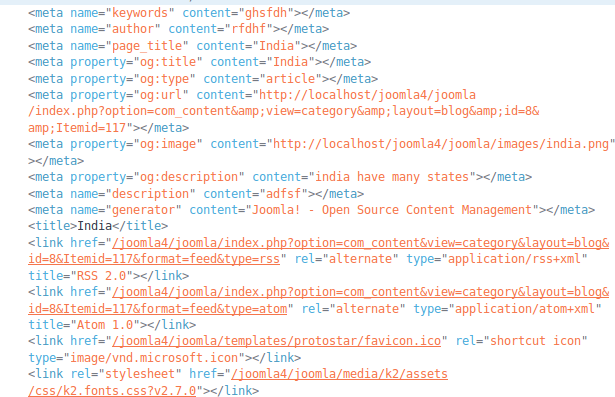 <meta name="keywords" content="ghsfdh"></meta>
<meta name="author" content="rfdhf"></meta>
<meta name="page_title" content="India"></meta>
<meta property="og:title" content="India"></meta>
<meta property="og:type" content="article"></meta>
<meta property="og:url" content="http://localhost/joomla4/joomla
/index.php?option=com_content&amp;view=category&amp;layout=blog&amp;id=8&
amp;Itemid=117"></meta>
<meta property="og:image" content="http://localhost/joomla4/joomla/images/india.png"
></meta>
<meta property="og:description" content="india have many states"></meta>
<meta name="description" content="adfsf"></meta>
<meta name="generator" content="Joomla! - Open Source Content Management"></meta>
<title>India</title>
<link href="/joomla4/joomla/index.php?option=com_content&view=category&layout=blog&
id=8&Itemid=117&format=feed&type=rss" rel="alternate" type="application/rss+xml"
title="RSS 2.0"></link>
<link href="/joomla4/joomla/index.php?option=com_content&view=category&layout=blog&
id=8&Itemid=117&format=feed&type=atom" rel="alternate" type="application/atom+xml"
title="Atom 1.0"></link>
<link href="/joomla4/joomla/templates/protostar/favicon.ico" rel="shortcut icon"
type="image/vnd.microsoft.icon"></link>
<link rel="stylesheet" href="/joomla4/joomla/media/k2/assets
/css/k2.fonts.css?v2.7.0"></link>